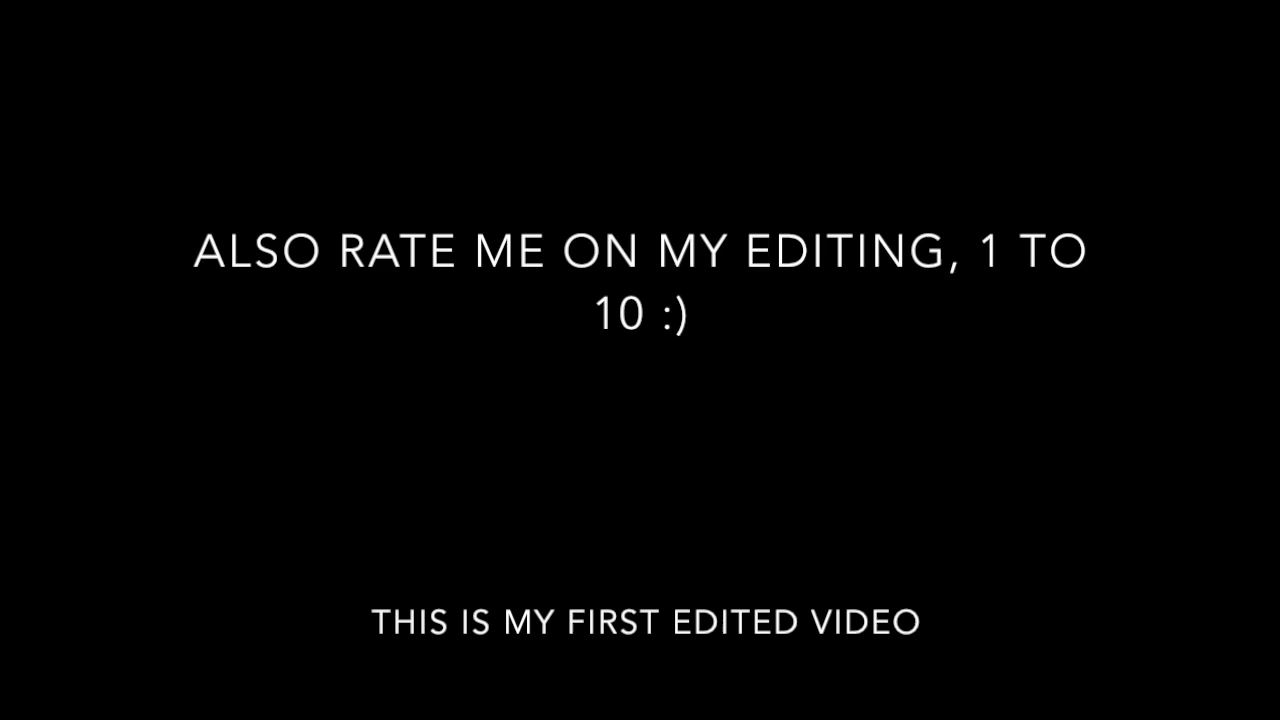 ALSO RATE ME ON MY EDITING, 1 TO
10 :)
THIS IS MY FIRST EDITED VIDEO